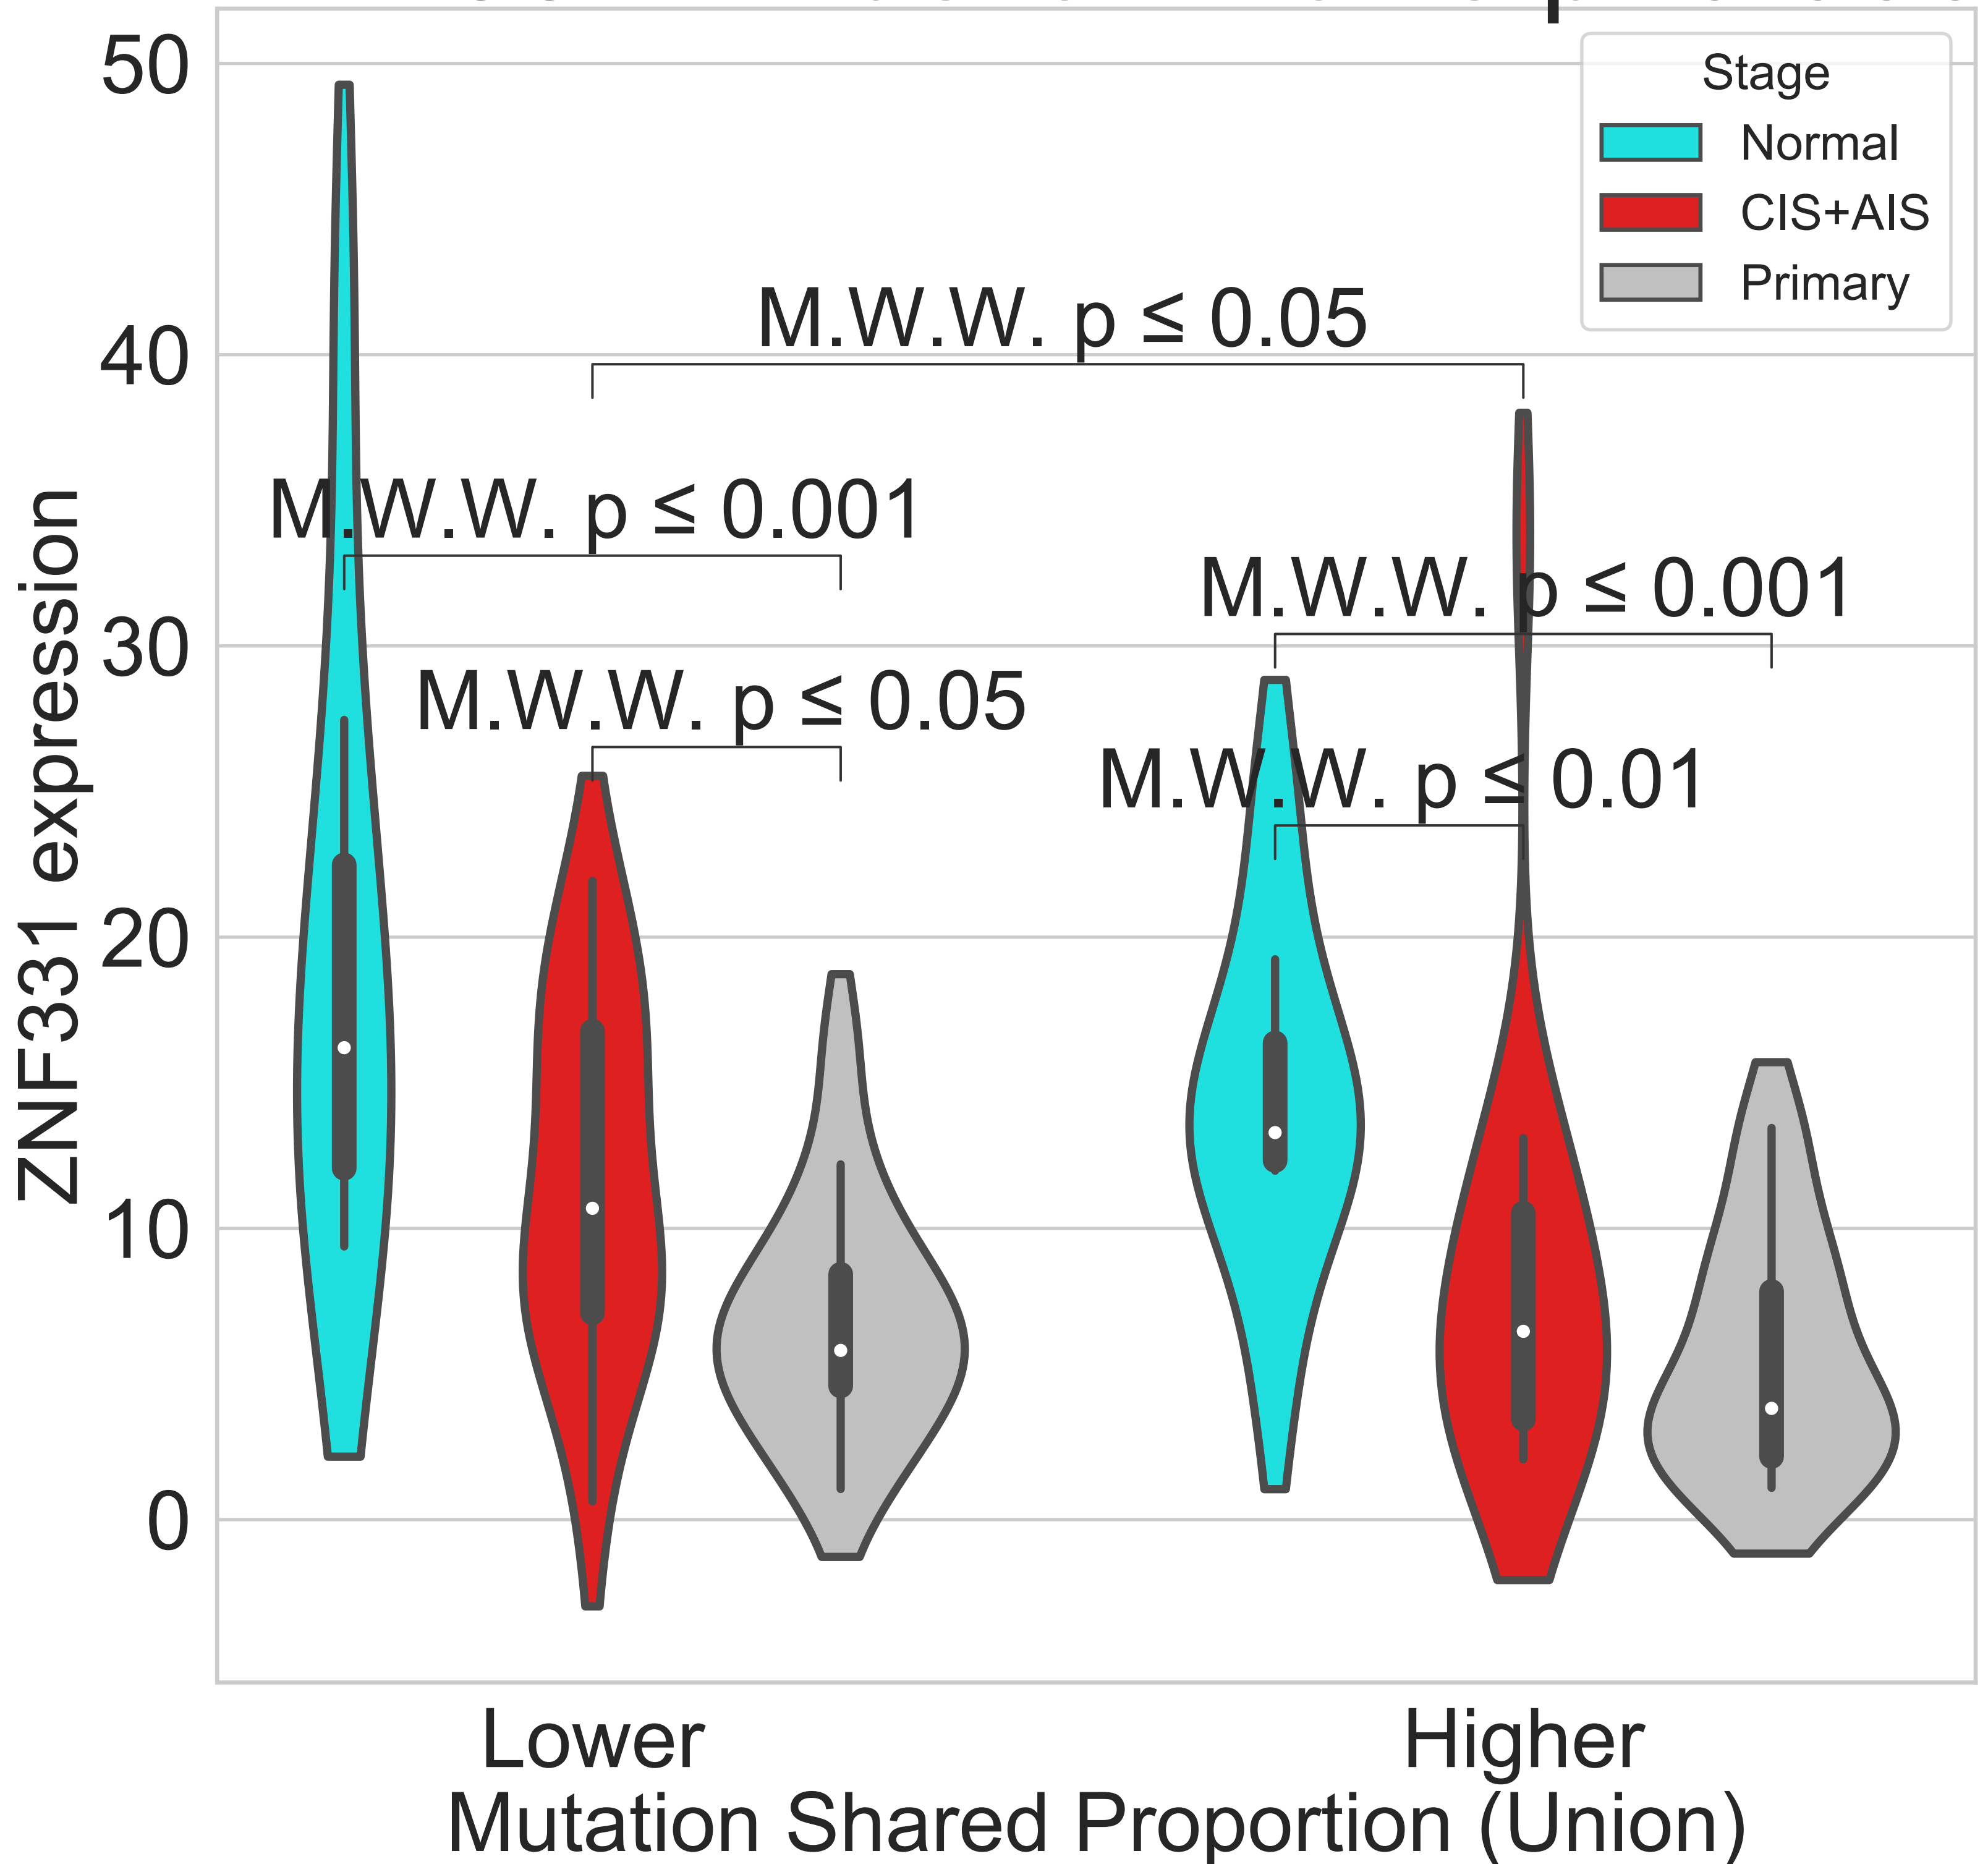 50
40
30
20
10
0
ZNF331 expression
Stage
Normal
CIS+AIS
Primary
M.W.W. p ≤ 0.05
M.W.W. p ≤ 0.001
M.W.W. p ≤ 0.001
M.W.W. p ≤ 0.05
M.W.W. p ≤ 0.01
Lower
Higher
Mutation Shared Proportion (Union)